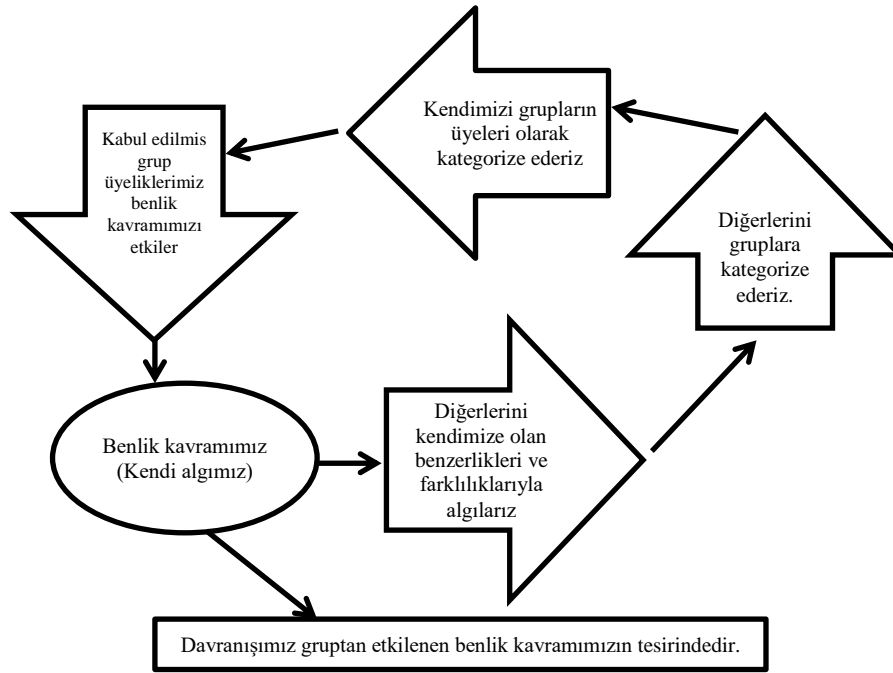 Kendimizi grupların
üyeleri olarak
kategorize ederiz
Kabul edilmis
grup
üyeliklerimiz
benlik
kavramımızı
etkiler
Diğerlerini
gruplara
kategorize
ederiz.
Benlik kavramımız
(Kendi algımız)
Diğerlerini
kendimize olan
benzerlikleri ve
farklılıklarıyla
algılarız
Davranışımız gruptan etkilenen benlik kavramımızın tesirindedir.